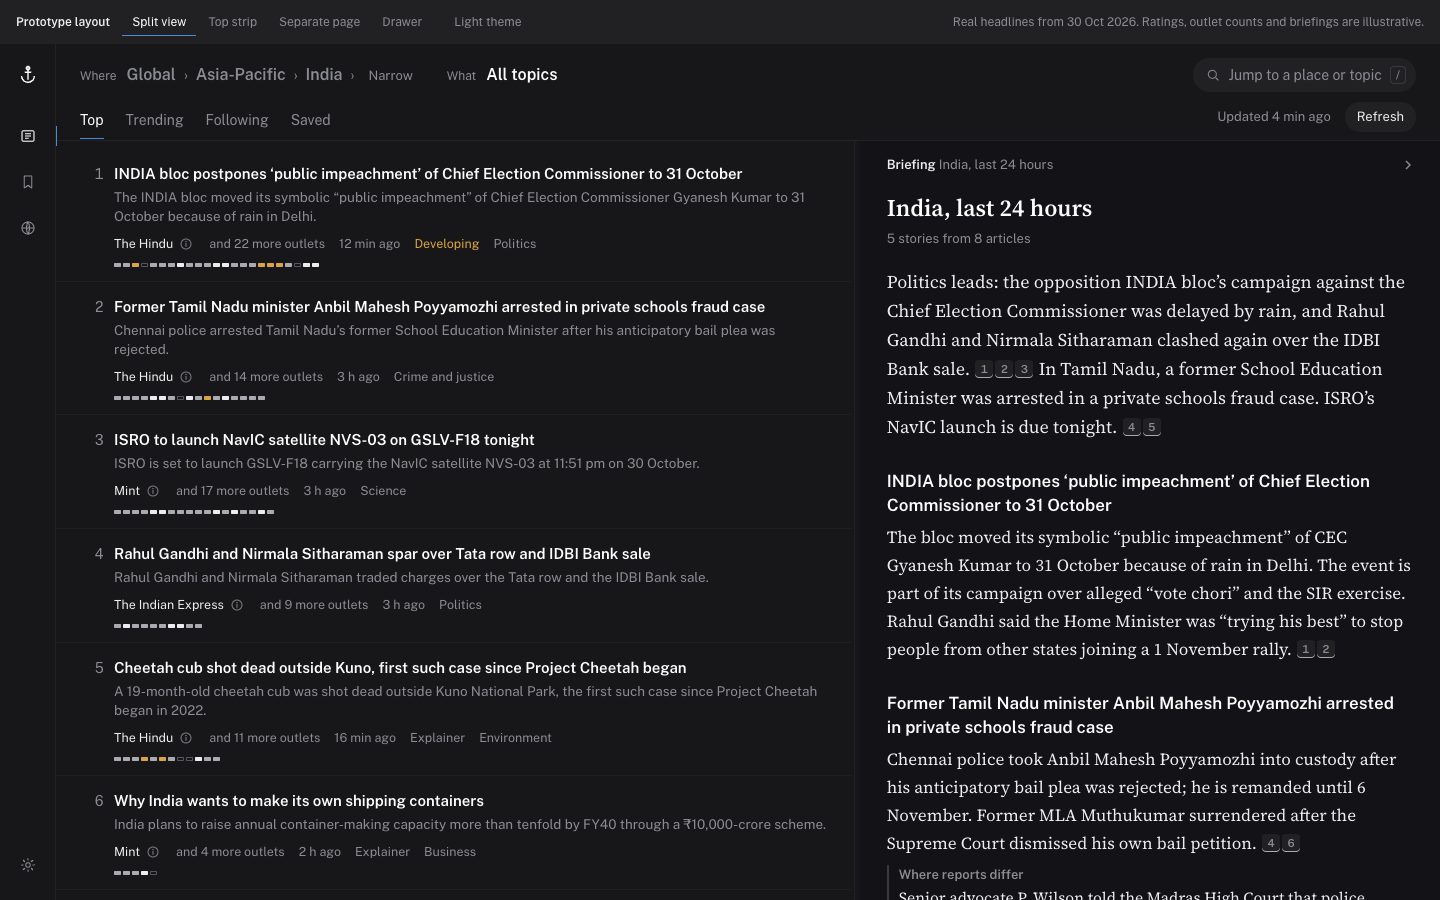 Prototype layout Split view Top strip Separate page Drawer Light theme Real headlines from 30 Oct 2026. Ratings, outlet counts and briefings are illustrative.
Where Global › Asia-Pacific › India › Narrow What All topics Jump to a place or topic /
Top Trending Following Saved Updated 4 min ago Refresh
1 INDIA bloc postpones ‘public impeachment’ of Chief Election Commissioner to 31 October
The INDIA bloc moved its symbolic “public impeachment” of Chief Election Commissioner Gyanesh Kumar to 31
October because of rain in Delhi.
The Hindu and 22 more outlets 12 min ago Developing Politics
2 Former Tamil Nadu minister Anbil Mahesh Poyyamozhi arrested in private schools fraud case
Chennai police arrested Tamil Nadu’s former School Education Minister after his anticipatory bail plea was
rejected.
The Hindu and 14 more outlets 3 h ago Crime and justice
3 ISRO to launch NavIC satellite NVS-03 on GSLV-F18 tonight
ISRO is set to launch GSLV-F18 carrying the NavIC satellite NVS-03 at 11:51 pm on 30 October.
Mint and 17 more outlets 3 h ago Science
4 Rahul Gandhi and Nirmala Sitharaman spar over Tata row and IDBI Bank sale
Rahul Gandhi and Nirmala Sitharaman traded charges over the Tata row and the IDBI Bank sale.
The Indian Express and 9 more outlets 3 h ago Politics
5 Cheetah cub shot dead outside Kuno, first such case since Project Cheetah began
A 19-month-old cheetah cub was shot dead outside Kuno National Park, the first such case since Project Cheetah
began in 2022.
The Hindu and 11 more outlets 16 min ago Explainer Environment
6 Why India wants to make its own shipping containers
India plans to raise annual container-making capacity more than tenfold by FY40 through a ₹10,000-crore scheme.
Mint and 4 more outlets 2 h ago Explainer Business
Briefing India, last 24 hours
India, last 24 hours
5 stories from 8 articles
Politics leads: the opposition INDIA bloc’s campaign against the
Chief Election Commissioner was delayed by rain, and Rahul
Gandhi and Nirmala Sitharaman clashed again over the IDBI
Bank sale. 1 2 3 In Tamil Nadu, a former School Education
Minister was arrested in a private schools fraud case. ISRO’s
NavIC launch is due tonight. 4 5
INDIA bloc postpones ‘public impeachment’ of Chief Election
Commissioner to 31 October
The bloc moved its symbolic “public impeachment” of CEC
Gyanesh Kumar to 31 October because of rain in Delhi. The event is
part of its campaign over alleged “vote chori” and the SIR exercise.
Rahul Gandhi said the Home Minister was “trying his best” to stop
people from other states joining a 1 November rally. 1 2
Former Tamil Nadu minister Anbil Mahesh Poyyamozhi arrested
in private schools fraud case
Chennai police took Anbil Mahesh Poyyamozhi into custody after
his anticipatory bail plea was rejected; he is remanded until 6
November. Former MLA Muthukumar surrendered after the
Supreme Court dismissed his own bail petition. 4 6
Where reports differ
Senior advocate P. Wilson told the Madras High Court that police